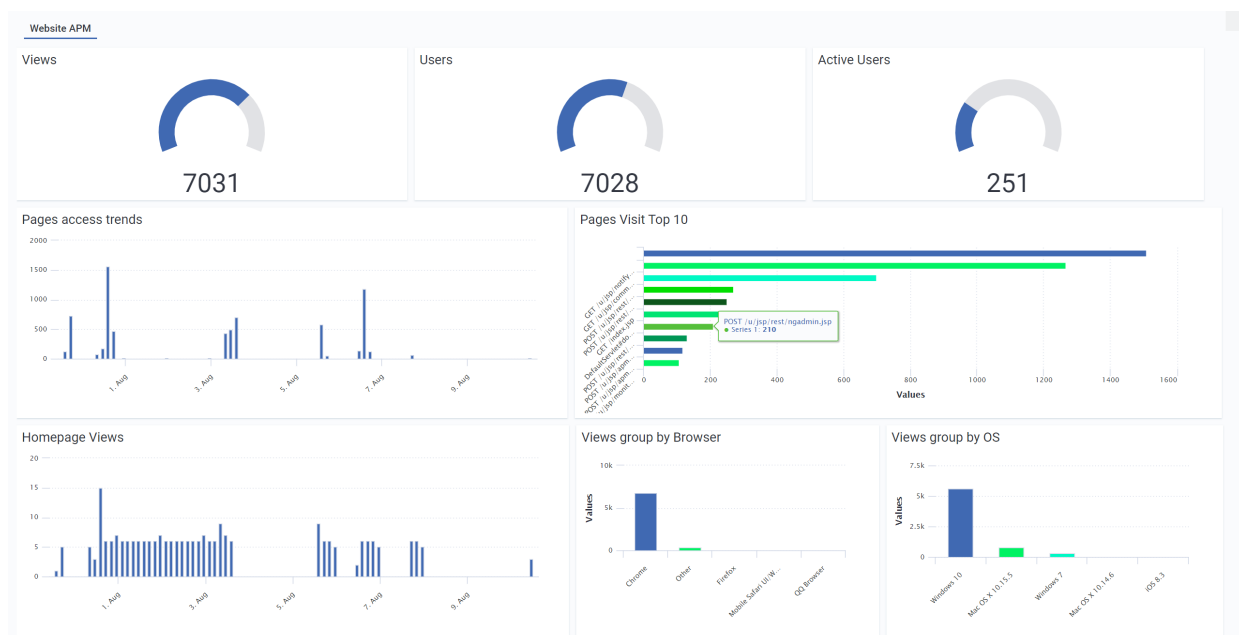 Website APM
Views
7031
Users
7028
Active Users
251
Pages access trends
2000
1500
1000
500
0
1. Aug
3. Aug
5. Aug
7. Aug
9. Aug
Pages Visit Top 10
GET /u/jsp/notify...
GET /u/jsp/comm...
POST /u/jsp/rest/...
POST /u/jsp/rest/...
GET /index.jsp
DefaultServlet#do...
POST /u/jsp/rest/...
POST /u/jsp/apm...
POST /u/jsp/apm...
/u/jsp/monit...
POST /u/jsp/rest/ngadmin.jsp
● Series 1: 210
0
200
400
600
800
1000
1200
1400
1600
Values
Homepage Views
20
15
10
5
0
1. Aug
3. Aug
5. Aug
7. Aug
9. Aug
Views group by Browser
Values
10k
5k
0
Chrome
Other
Firefox
Mobile Safari UI/W...
QQ Browser
Views group by OS
Values
7.5k
5k
2.5k
0
Windows 10
Mac OS X 10.15.5
Windows 7
Mac OS X 10.14.6
iOS 8.3